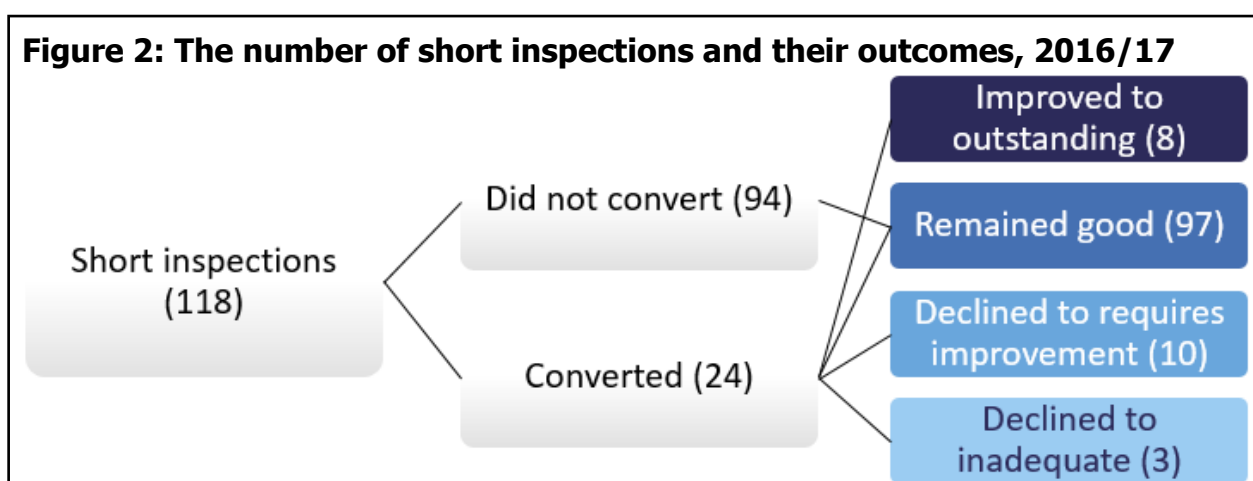 Figure 2: The number of short inspections and their outcomes, 2016/17
Short inspections
(118)
Did not convert (94)
Converted (24)
Improved to
outstanding (8)
Remained good (97)
Declined to requires
improvement (10)
Declined to
inadequate (3)